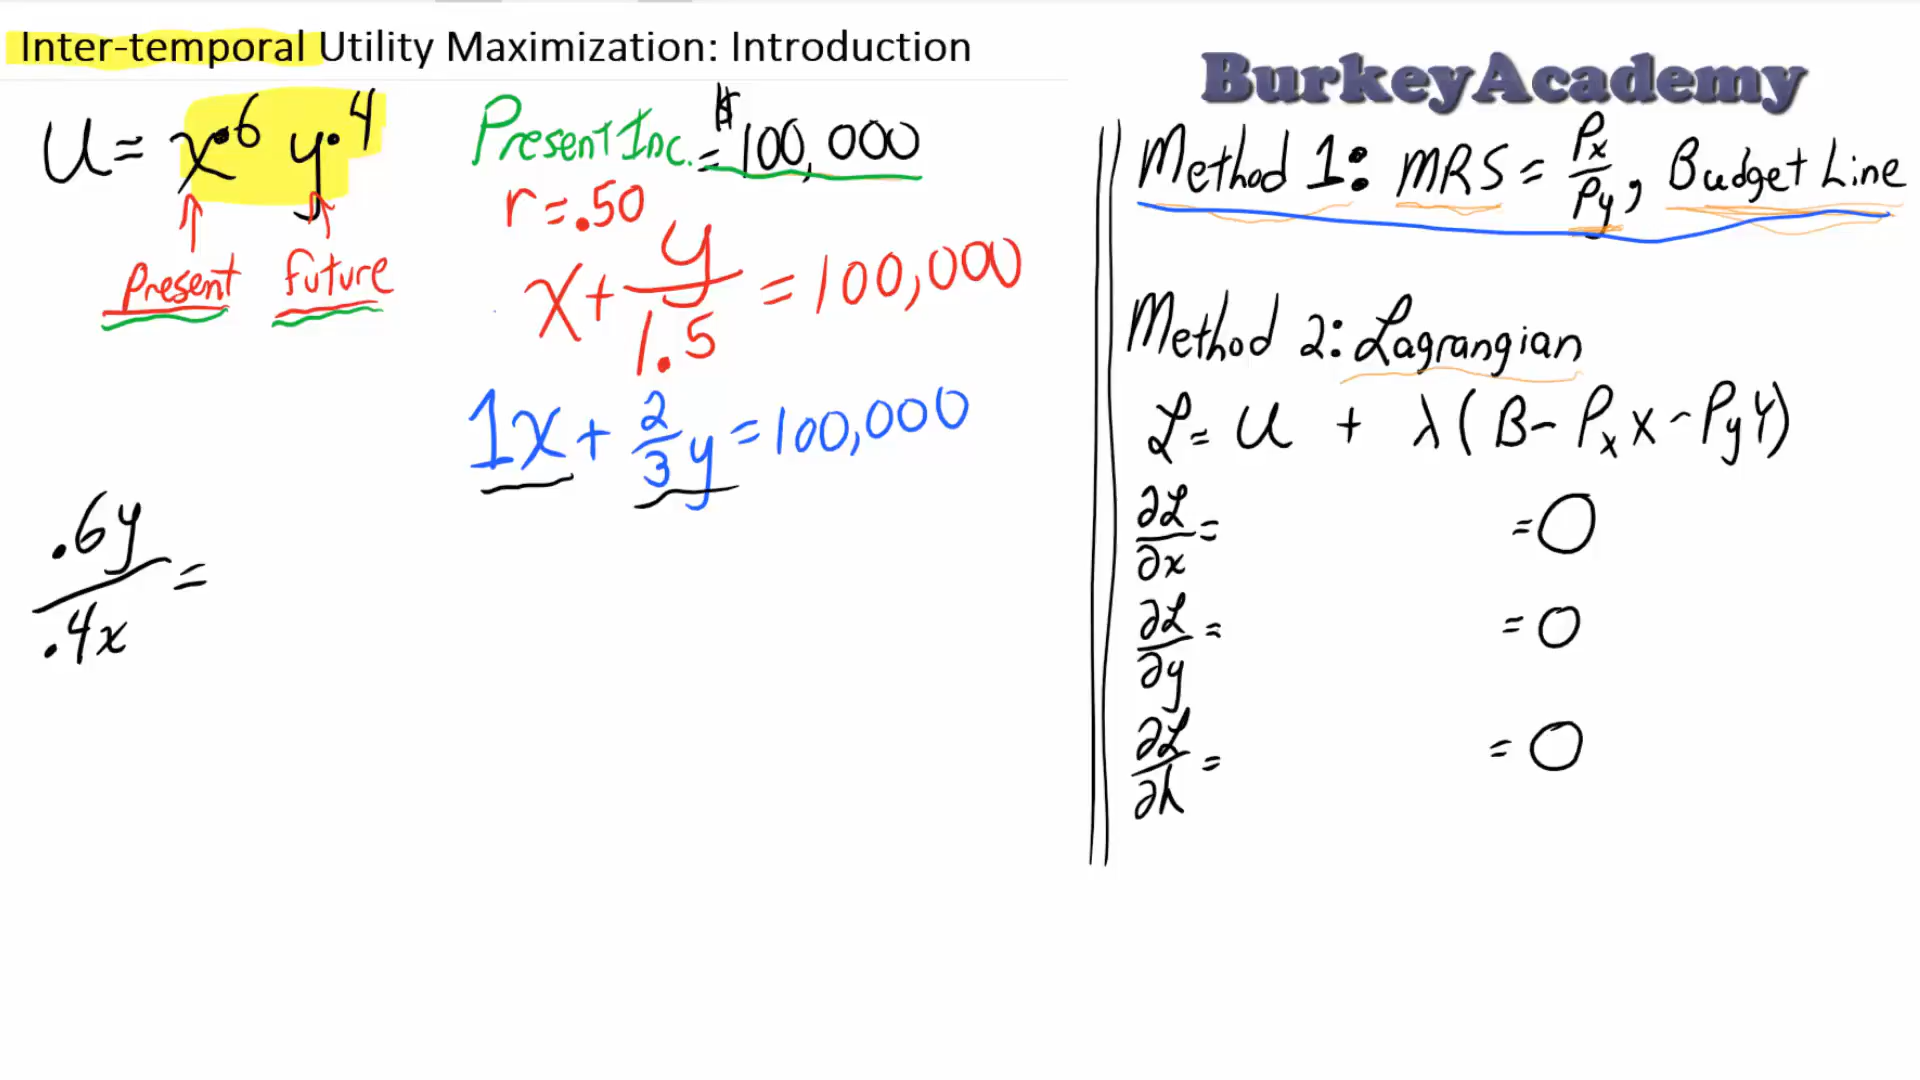 Inter-temporal Utility Maximization: Introduction
BurkeyAcademy
U = x^.6 y^.4
Present
future
Present Inc. = $100,000
r = .50
x + y/1.5 = 100,000
1x + 2/3 y = 100,000
.6y/.4x =
Method 1: MRS = Px/Py, Budget Line
Method 2: Lagrangian
ℒ = U + λ(B - PxX - PyY)
∂ℒ/∂x = = 0
∂ℒ/∂y = = 0
∂ℒ/∂λ = = 0